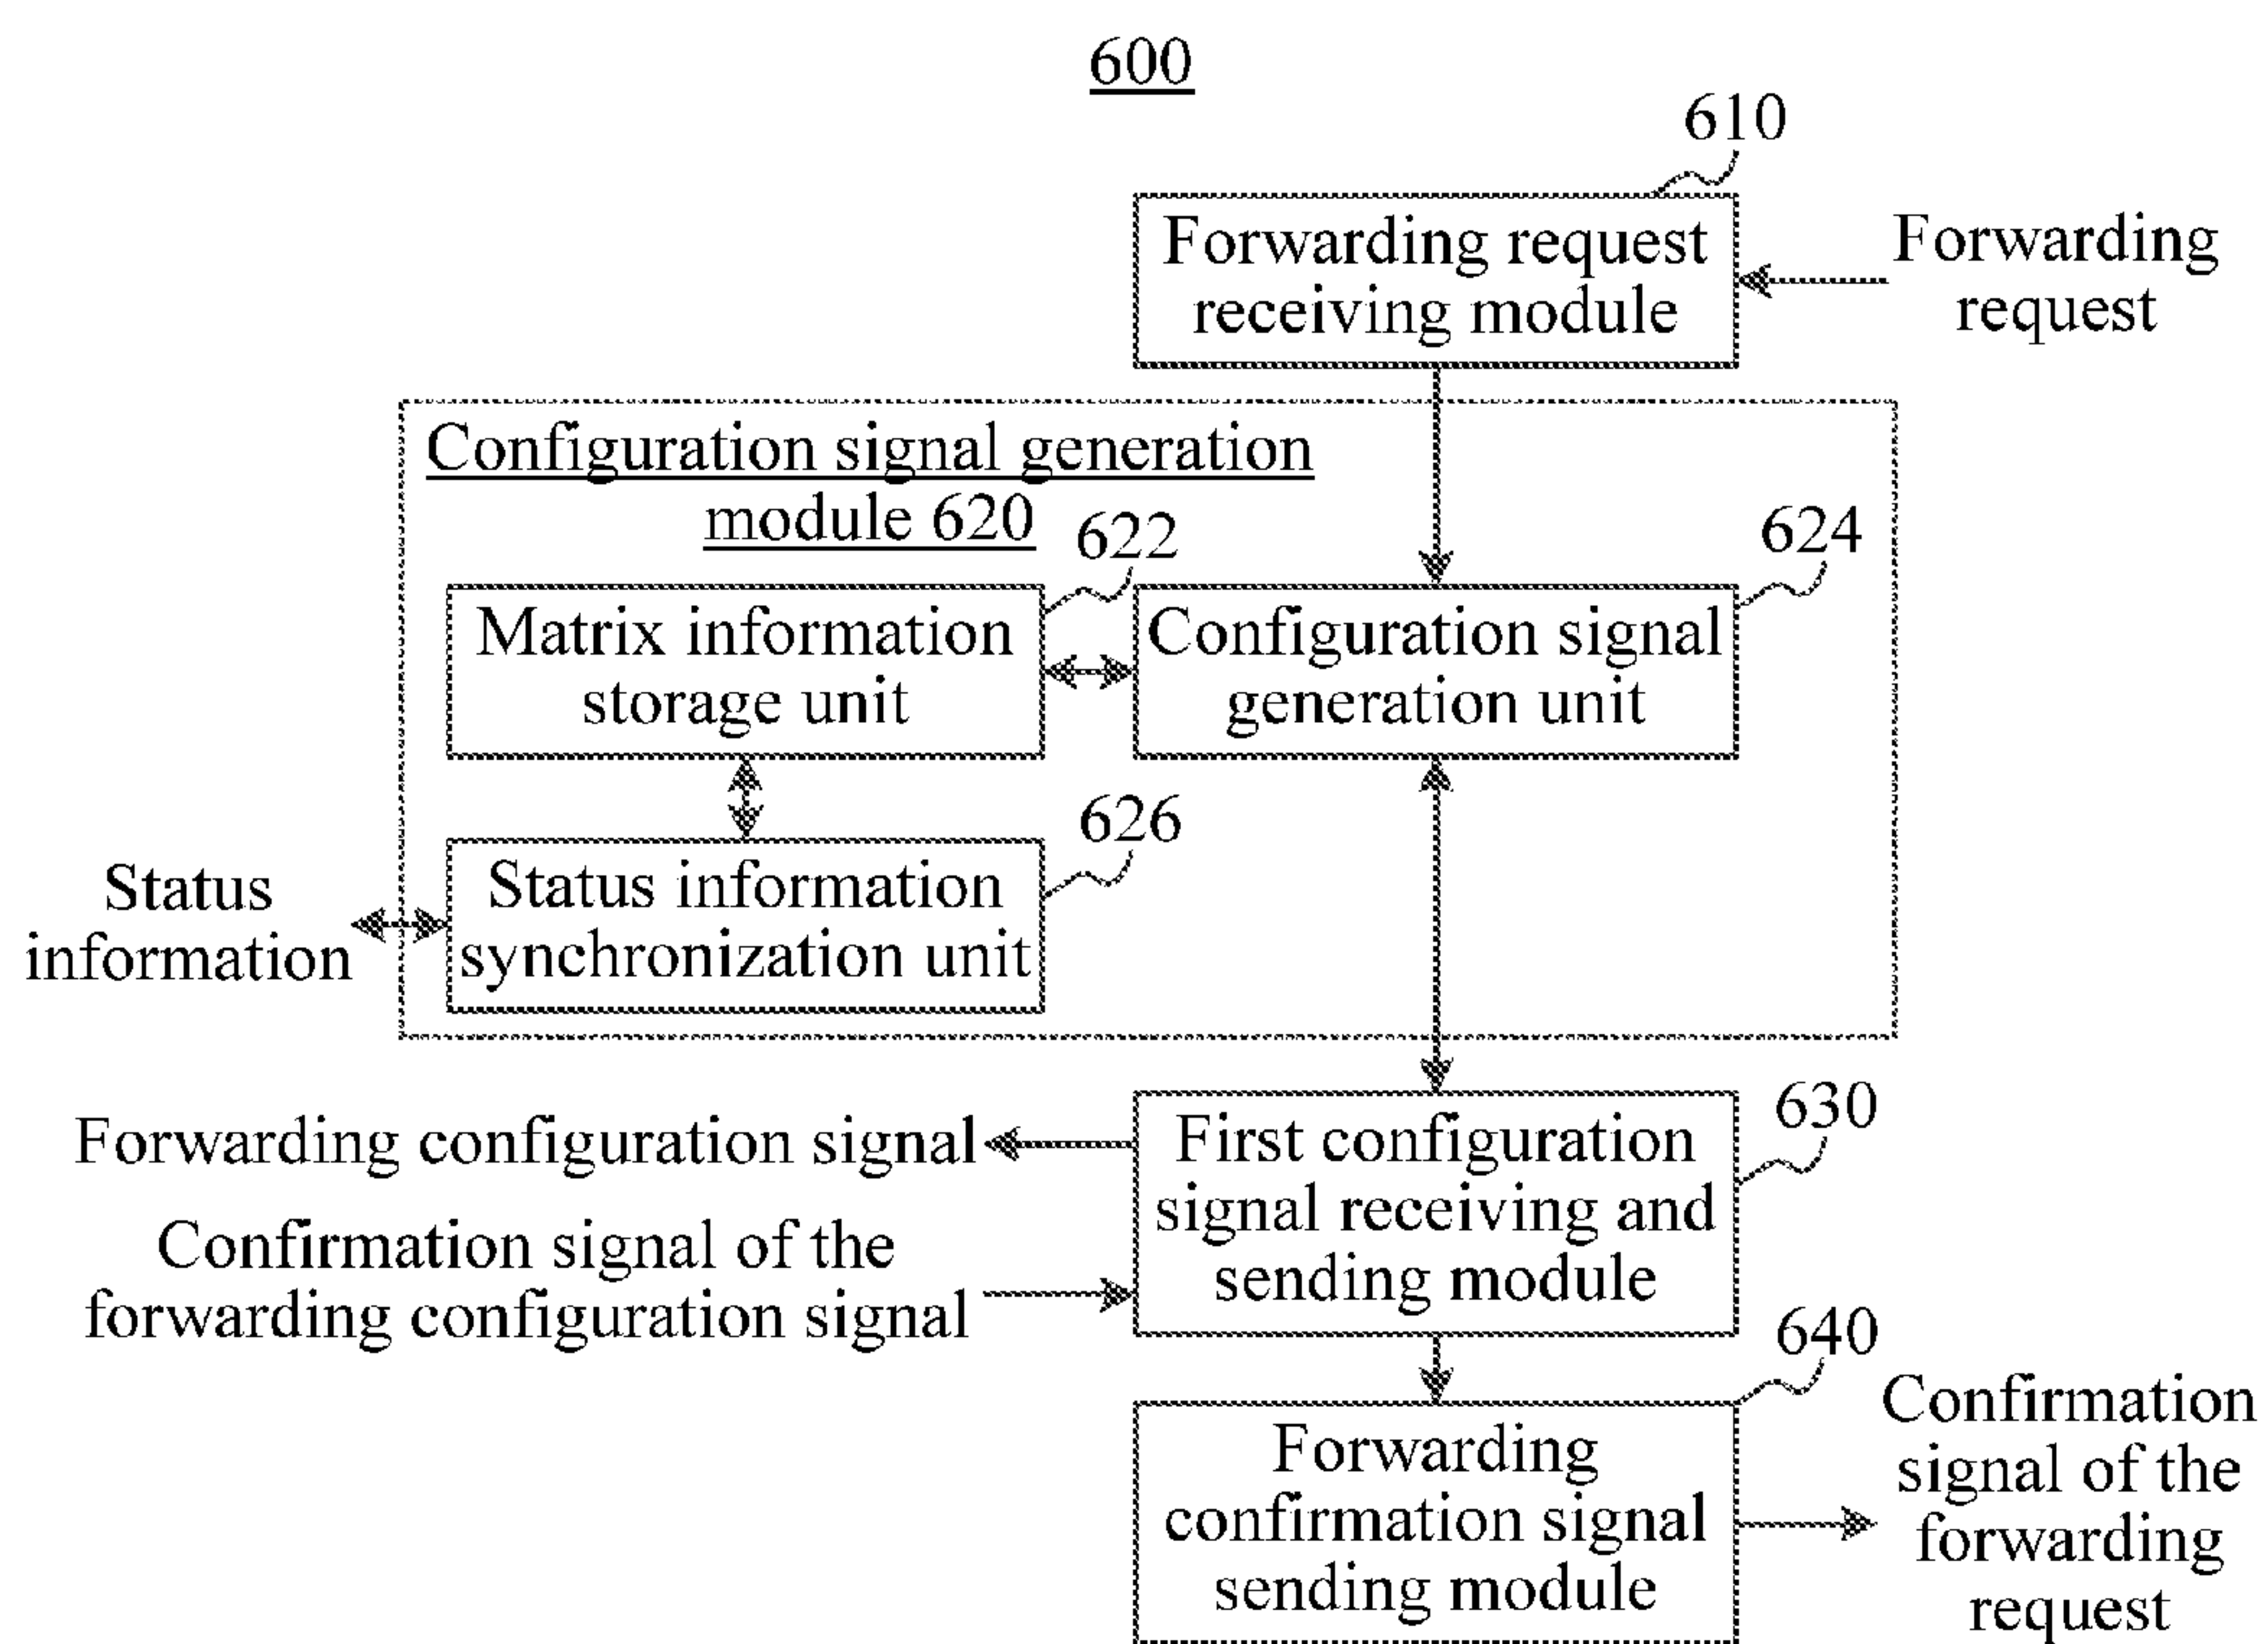 600
610
Forwarding request
receiving module
Forwarding
request
Configuration signal generation
module 620
622
624
Matrix information
storage unit
Configuration signal
generation unit
626
Status
information
Status information
synchronization unit
630
Forwarding configuration signal
First configuration
signal receiving and
sending module
Confirmation signal of the
forwarding configuration signal
640
Forwarding
confirmation signal
sending module
Confirmation
signal of the
forwarding
request